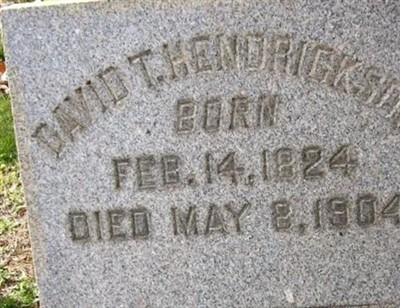 DAVID T. HENDRICKSON
BORN
FEB. 14, 1824
DIED MAY 8, 1904